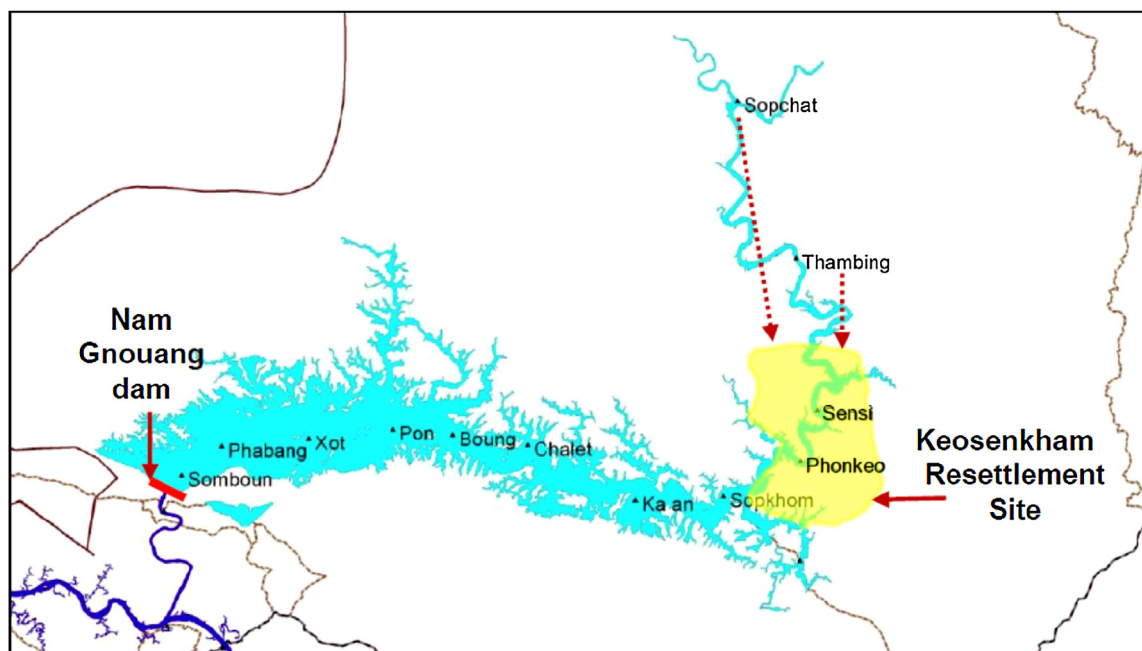 Sopchat
Thambing
Nam
Gnouang
dam
Sensi
Pon
Boung
Xot
Phabang
Chalet
Keosenkham
Resettlement
Site
Phonkeo
Somboun
Ka an
Sopkhom